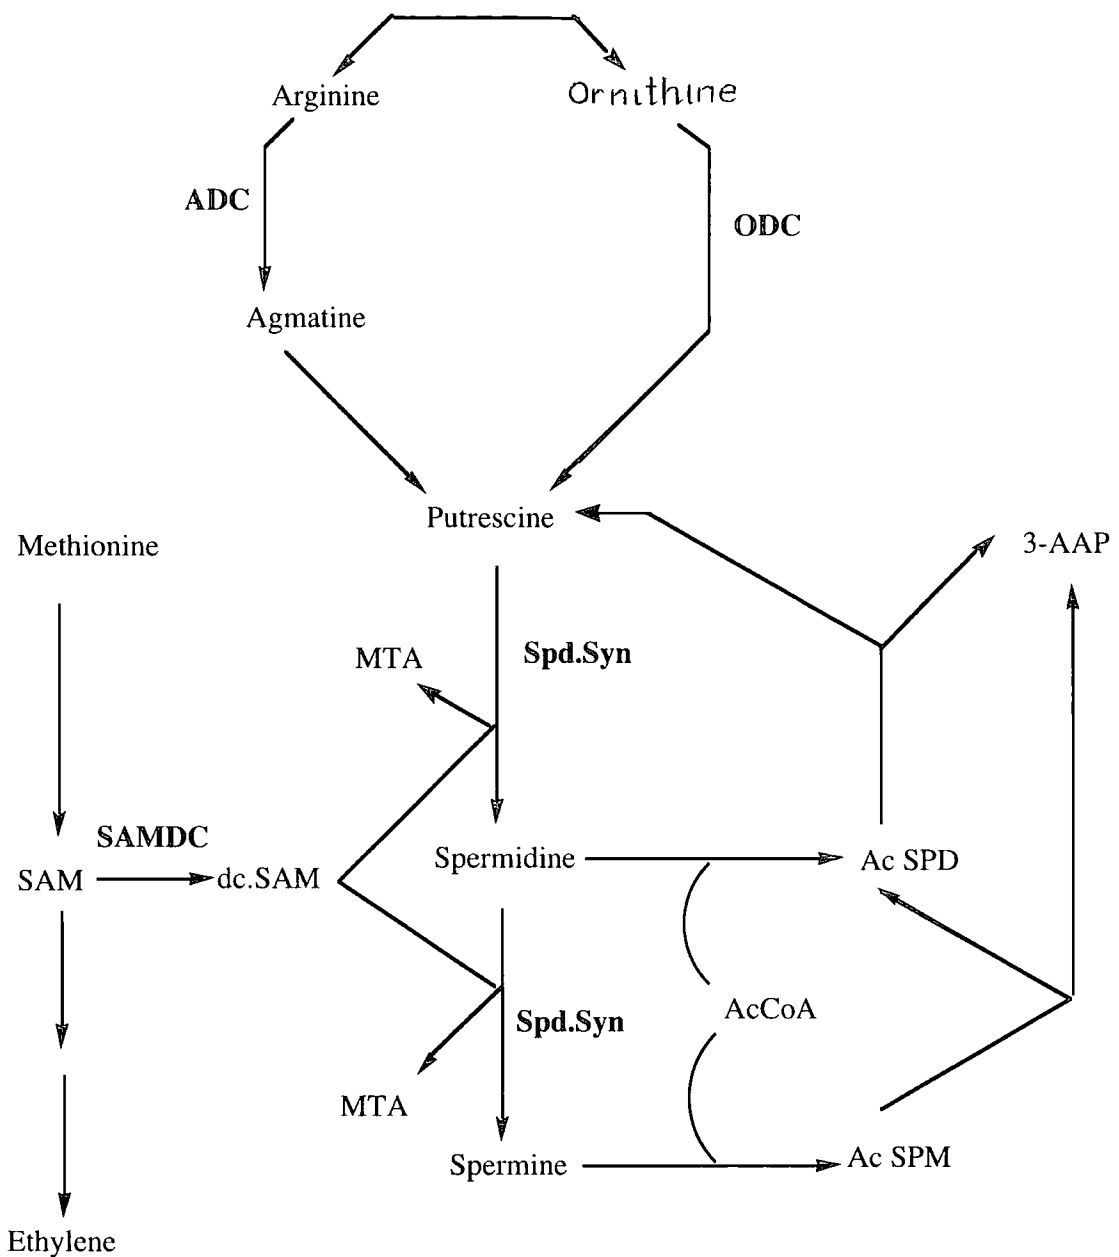 Arginine
Ornithine
ADC
ODC
Agmatine
Putrescine
Methionine
3-AAP
MTA
Spd.Syn
SAMDC
SAM
dc.SAM
Spermidine
Ac SPD
AcCoA
Spd.Syn
MTA
Spermine
Ac SPM
Ethylene